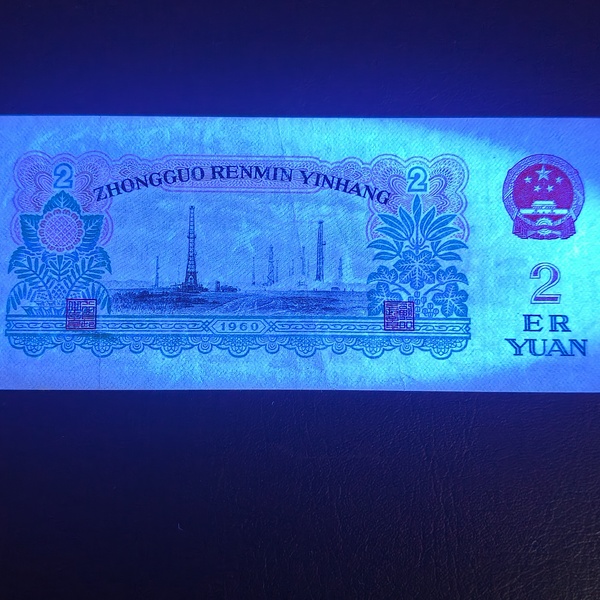 2
2
ZHONGGUO RENMIN YINHANG
1960
2
ER
YUAN